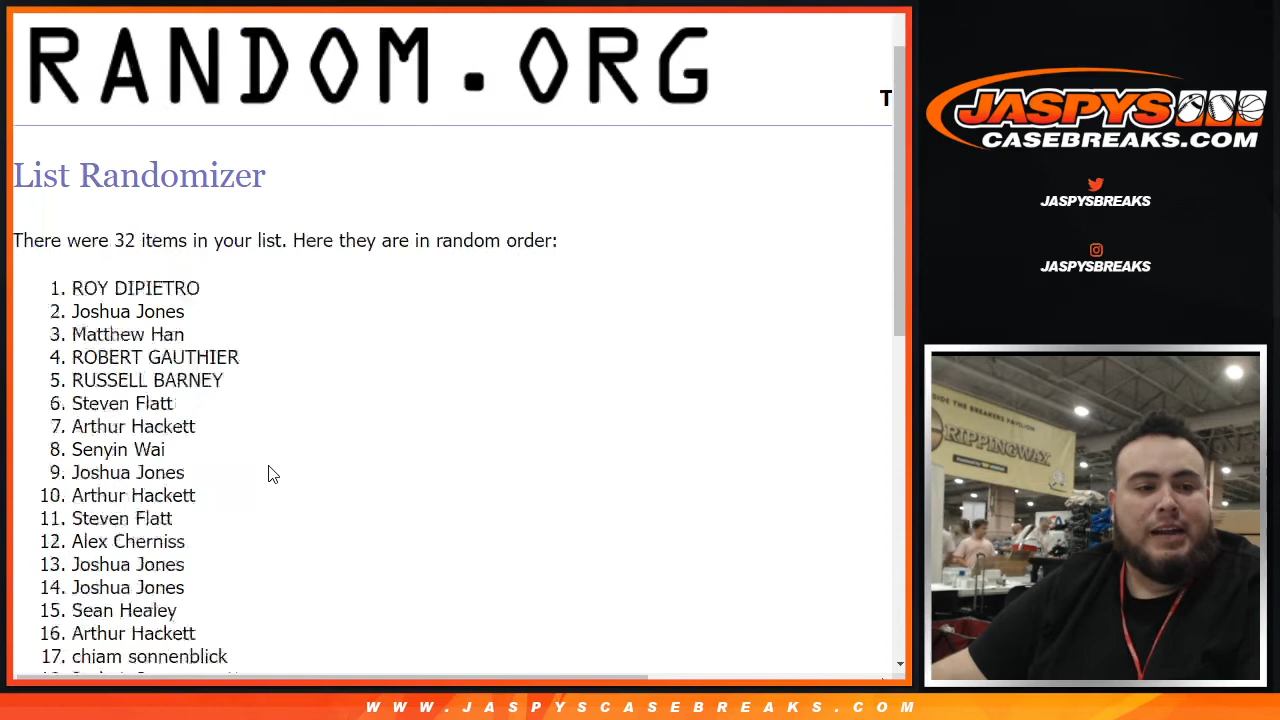 RANDOM.ORG
T
List Randomizer
There were 32 items in your list. Here they are in random order:
1. ROY DIPIETRO
2. Joshua Jones
3. Matthew Han
4. ROBERT GAUTHIER
5. RUSSELL BARNEY
6. Steven Flatt
7. Arthur Hackett
8. Senyin Wai
9. Joshua Jones
10. Arthur Hackett
11. Steven Flatt
12. Alex Cherniss
13. Joshua Jones
14. Joshua Jones
15. Sean Healey
16. Arthur Hackett
17. chiam sonnenblick
JASPYS
CASEBREAKS.COM
JASPYSBREAKS
JASPYSBREAKS
THE BREAKERS PAVILION
RIPPINGWAX
WWW.JASPYSCASEBREAKS.COM